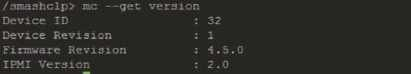 /smashclp> mc --get version
Device ID : 32
Device Revision : 1
Firmware Revision : 4.5.0
IPMI Version : 2.0